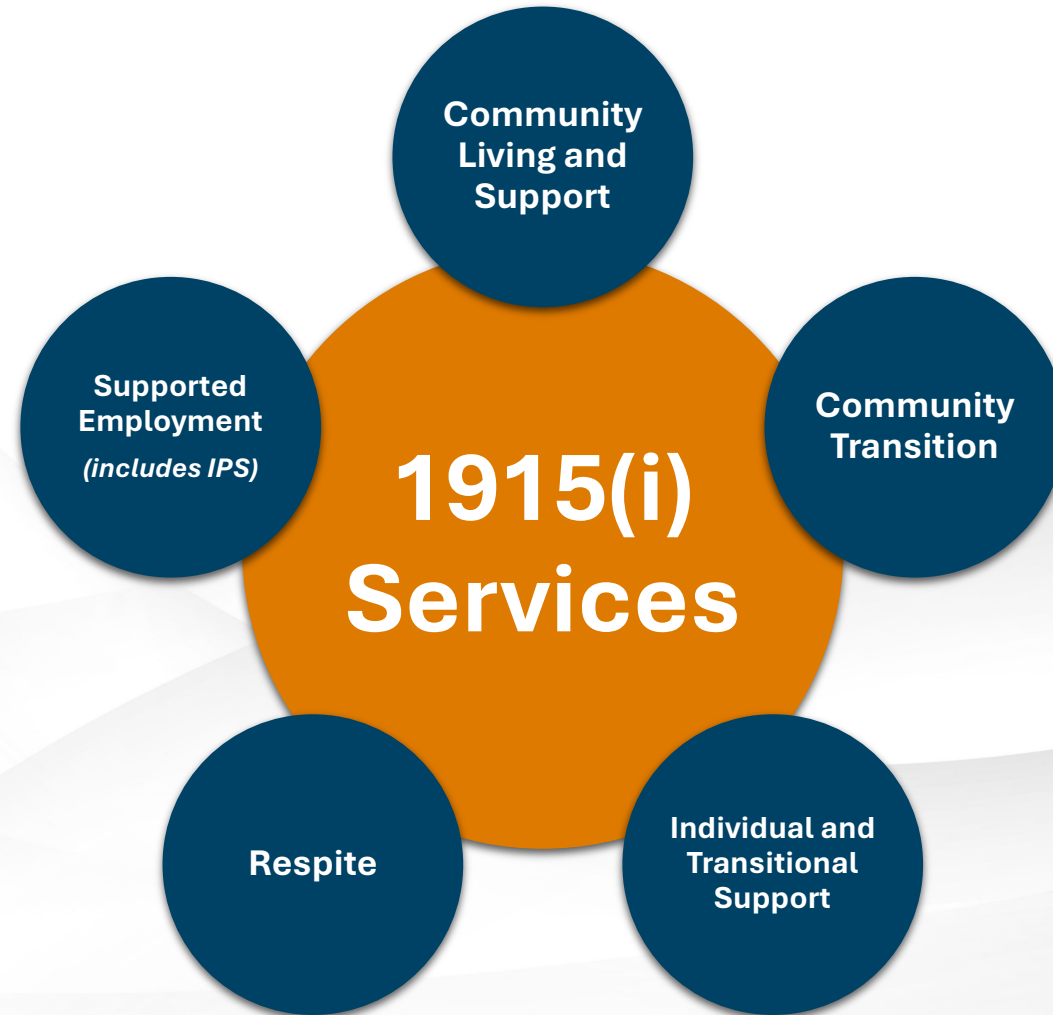 Community
Living and
Support
Supported
Employment
(includes IPS)
Community
Transition
1915(i)
Services
Respite
Individual and
Transitional
Support